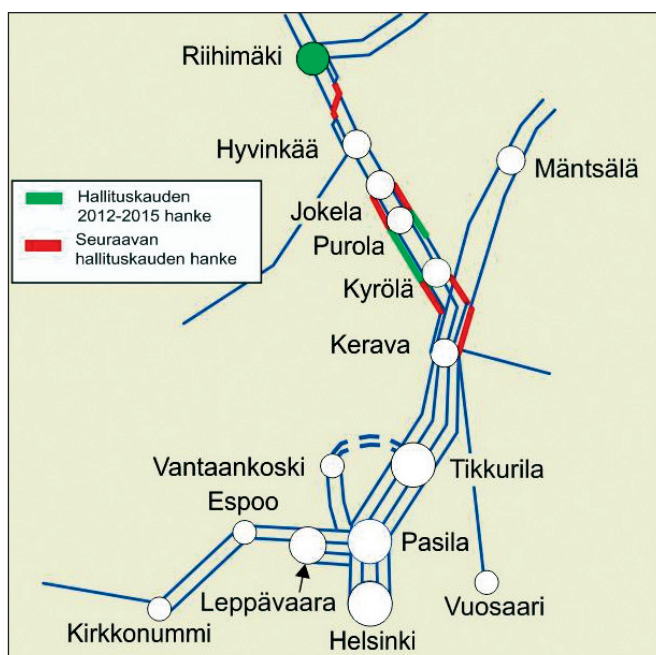 Riihimäki
Hyvinkää
Mäntsälä
Hallituskauden
2012-2015 hanke
Seuraavan
hallituskauden hanke
Jokela
Purola
Kyrölä
Kerava
Vantaankoski
Tikkurila
Espoo
Pasila
Leppävaara
Vuosaari
Kirkkonummi
Helsinki